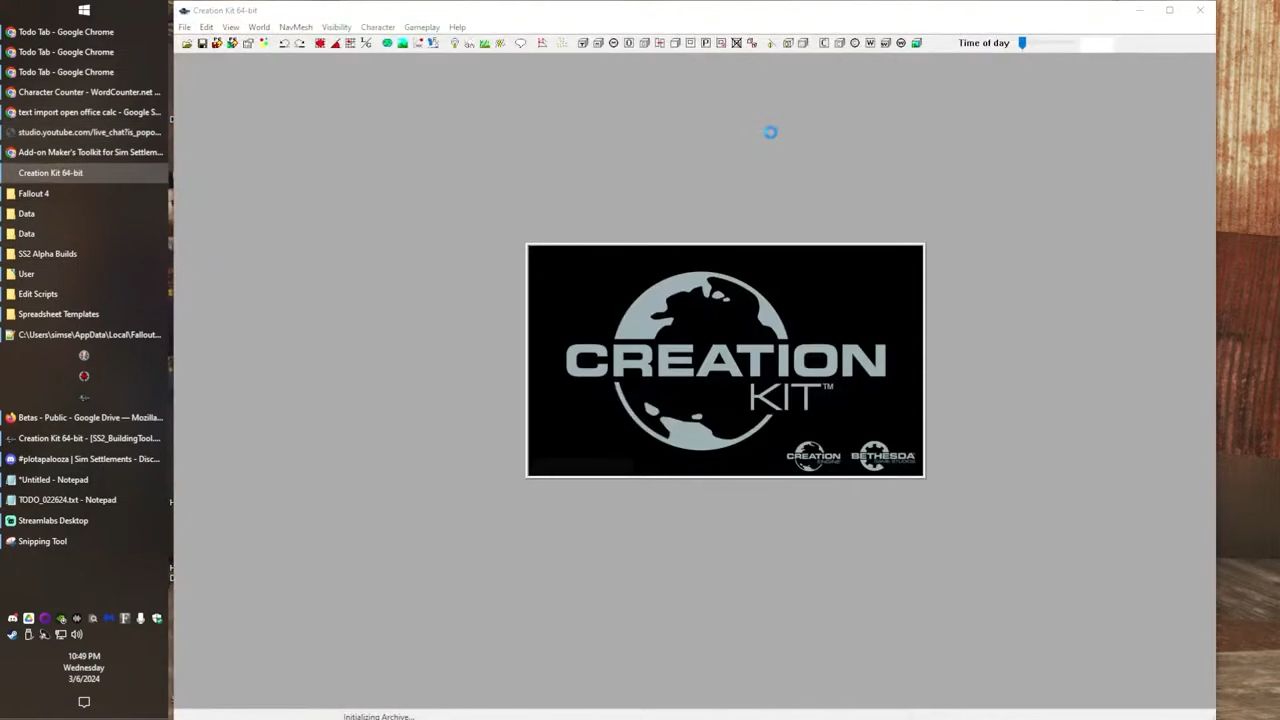 Todo Tab - Google Chrome
Todo Tab - Google Chrome
Todo Tab - Google Chrome
Character Counter - WordCounter.net ...
text import open office calc - Google S...
studio.youtube.com/live_chat?is_popo...
Add-on Maker's Toolkit for Sim Settlem...
Creation Kit 64-bit
Fallout 4
Data
Data
SS2 Alpha Builds
User
Edit Scripts
Spreadsheet Templates
C:\Users\simse\AppData\Local\Fallout...
Betas - Public - Google Drive — Mozilla...
Creation Kit 64-bit - [SS2_BuildingTool....
#plotapalooza | Sim Settlements - Disc...
*Untitled - Notepad
TODO_022624.txt - Notepad
Streamlabs Desktop
Snipping Tool
10:49 PM
Wednesday
3/6/2024
Creation Kit 64-bit
File Edit View World NavMesh Visibility Character Gameplay Help
Time of day
CREATION
KIT™
CREATION
ENGINE
BETHESDA
GAME STUDIOS
Initializing Archive...